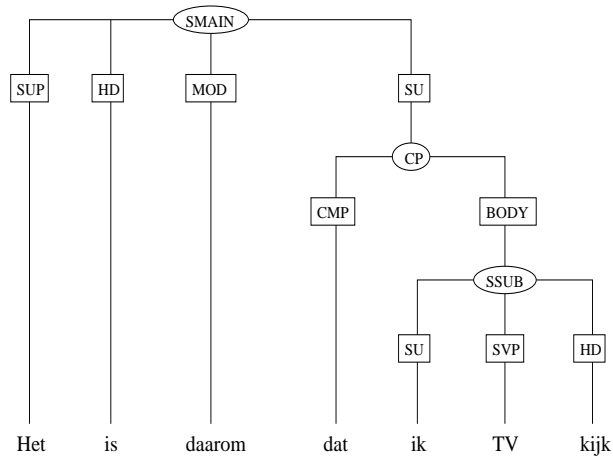 SMAIN
SUP HD MOD SU
CP
CMP BODY
SSUB
SU SVP HD
Het is daarom dat ik TV kijk